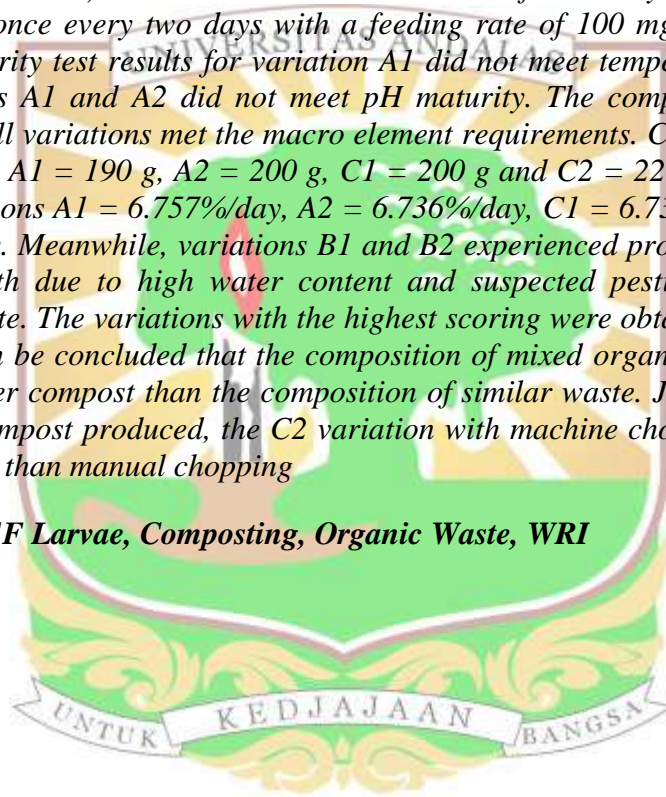 once every two days with a feeding rate of 100 mg
rity test results for variation A1 did not meet tempe
s A1 and A2 did not meet pH maturity. The comp
ll variations met the macro element requirements. C
A1 = 190 g, A2 = 200 g, C1 = 200 g and C2 = 22
ons A1 = 6.757%/day, A2 = 6.736%/day, C1 = 6.73
. Meanwhile, variations B1 and B2 experienced pro
th due to high water content and suspected pesti
te. The variations with the highest scoring were obta
n be concluded that the composition of mixed organ
er compost than the composition of similar waste. J
mpost produced, the C2 variation with machine cho
than manual chopping
F Larvae, Composting, Organic Waste, WRI
UNIVERSITAS ANDALAS
UNTUK KEDJAJAAN BANGSA